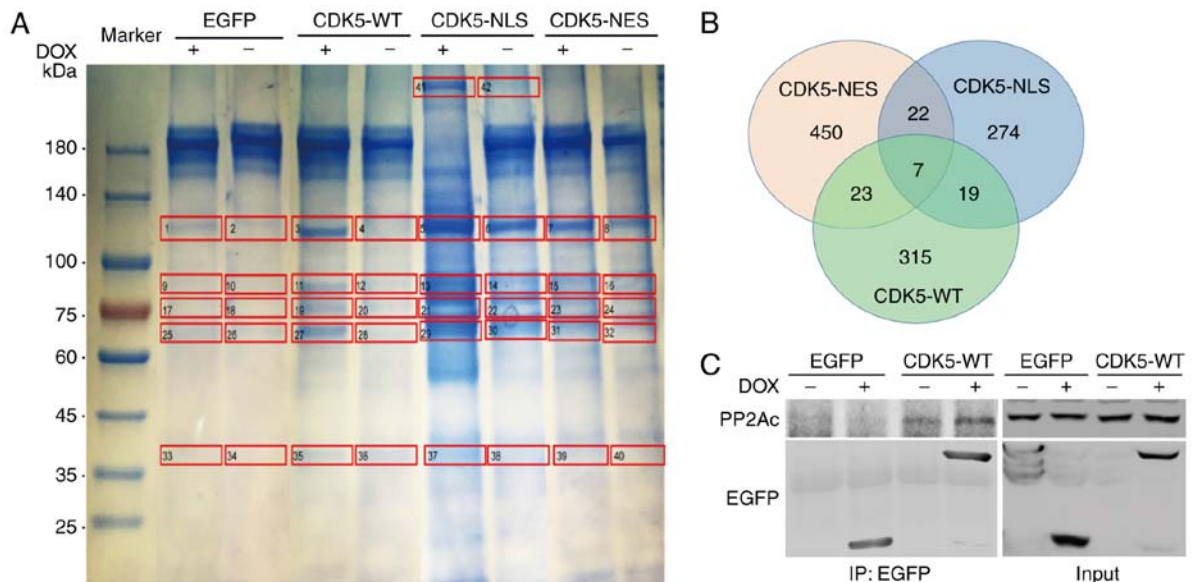 A
Marker
EGFP
CDK5-WT
CDK5-NLS
CDK5-NES
DOX
+ − + − + − + −
kDa
180
140
100
75
60
45
35
25
41 42
1 2 3 4 5 6 7 8
9 10 11 12 13 14 15 16
17 18 19 20 21 22 23 24
25 26 27 28 29 30 31 32
33 34 35 36 37 38 39 40
B
CDK5-NES
450
22
CDK5-NLS
274
7
23
19
315
CDK5-WT
C
EGFP CDK5-WT EGFP CDK5-WT
DOX − + − + − + − +
PP2Ac
EGFP
IP: EGFP
Input